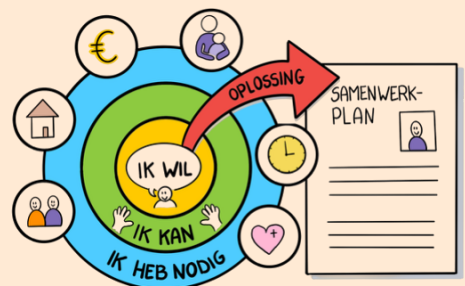 €
OPLOSSING
SAMENWERK-
PLAN
IK WIL
IK KAN
IK HEB NODIG